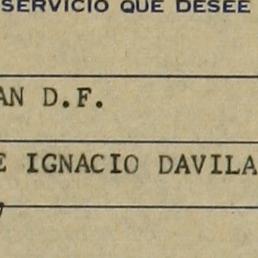 SERVICIO QUE DESEE
AN D.F.
E IGNACIO DAVILA